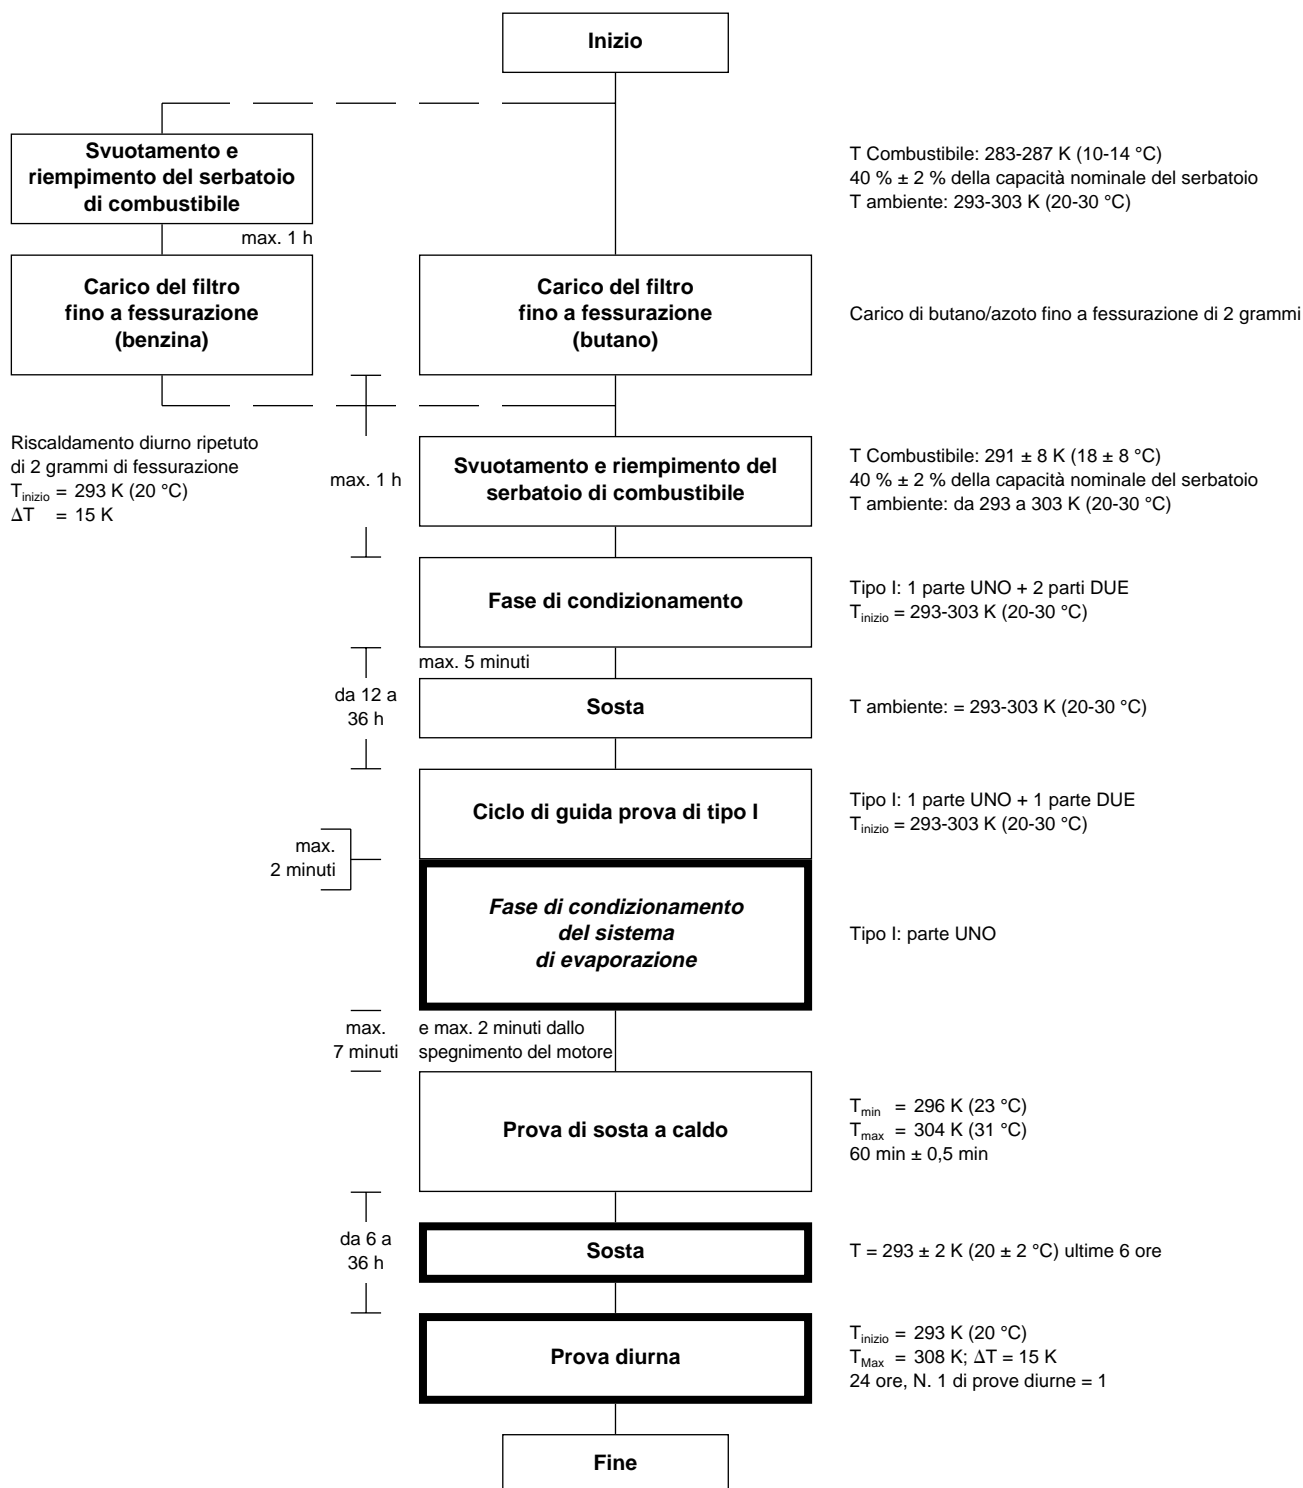 Inizio
Svuotamento e
riempimento del serbatoio
di combustibile
T Combustibile: 283-287 K (10-14 °C)
40 % ± 2 % della capacità nominale del serbatoio
T ambiente: 293-303 K (20-30 °C)
max. 1 h
Carico del filtro
fino a fessurazione
(benzina)
Carico del filtro
fino a fessurazione
(butano)
Carico di butano/azoto fino a fessurazione di 2 grammi
Riscaldamento diurno ripetuto
di 2 grammi di fessurazione
Tinizio = 293 K (20 °C)
ΔT = 15 K
max. 1 h
Svuotamento e riempimento del
serbatoio di combustibile
T Combustibile: 291 ± 8 K (18 ± 8 °C)
40 % ± 2 % della capacità nominale del serbatoio
T ambiente: da 293 a 303 K (20-30 °C)
Fase di condizionamento
Tipo I: 1 parte UNO + 2 parti DUE
Tinizio = 293-303 K (20-30 °C)
max. 5 minuti
da 12 a
36 h
Sosta
T ambiente: = 293-303 K (20-30 °C)
Ciclo di guida prova di tipo I
Tipo I: 1 parte UNO + 1 parte DUE
Tinizio = 293-303 K (20-30 °C)
max.
2 minuti
Fase di condizionamento
del sistema
di evaporazione
Tipo I: parte UNO
max.
7 minuti
e max. 2 minuti dallo
spegnimento del motore
Prova di sosta a caldo
Tmin = 296 K (23 °C)
Tmax = 304 K (31 °C)
60 min ± 0,5 min
da 6 a
36 h
Sosta
T = 293 ± 2 K (20 ± 2 °C) ultime 6 ore
Prova diurna
Tinizio = 293 K (20 °C)
TMax = 308 K; ΔT = 15 K
24 ore, N. 1 di prove diurne = 1
Fine